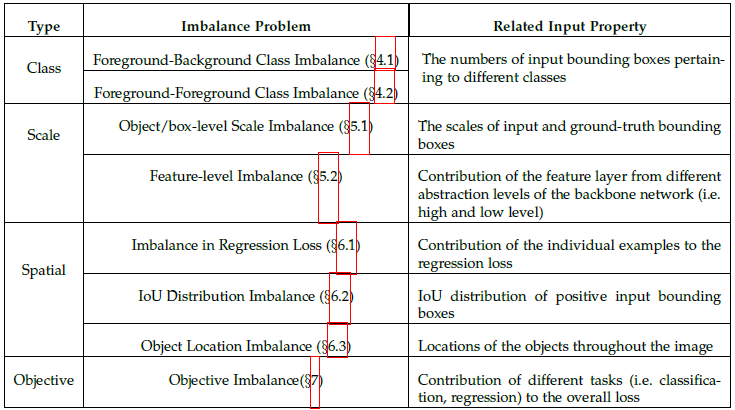 Type Imbalance Problem Related Input Property
Class
Foreground-Background Class Imbalance (§4.1)
Foreground-Foreground Class Imbalance (§4.2)
The numbers of input bounding boxes pertain-
ing to different classes
Scale
Object/box-level Scale Imbalance (§5.1)
The scales of input and ground-truth bounding
boxes
Feature-level Imbalance (§5.2)
Contribution of the feature layer from different
abstraction levels of the backbone network (i.e.
high and low level)
Spatial
Imbalance in Regression Loss (§6.1)
Contribution of the individual examples to the
regression loss
IoU Distribution Imbalance (§6.2)
IoU distribution of positive input bounding
boxes
Object Location Imbalance (§6.3)
Locations of the objects throughout the image
Objective
Objective Imbalance(§7)
Contribution of different tasks (i.e. classifica-
tion, regression) to the overall loss